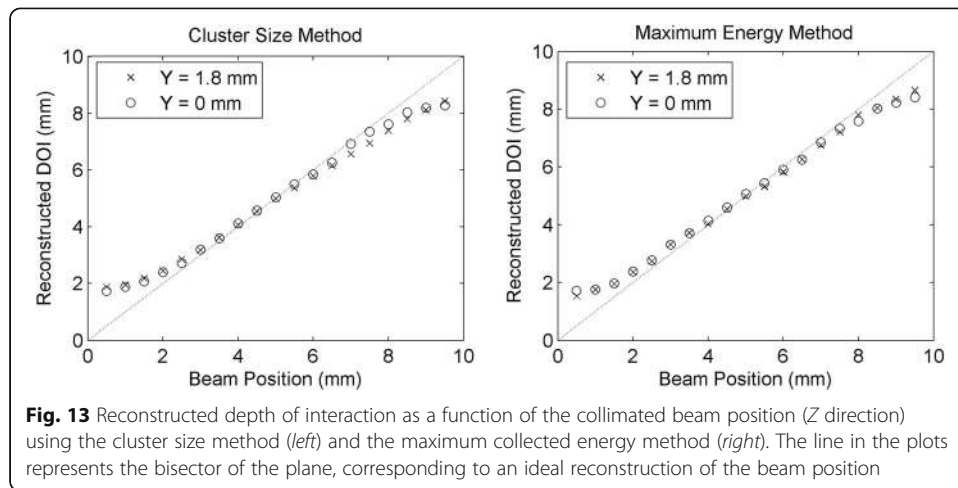 Cluster Size Method
10
8
6
4
2
0
Reconstructed DOI (mm)
× Y = 1.8 mm
○ Y = 0 mm
0 2 4 6 8 10
Beam Position (mm)
Maximum Energy Method
10
8
6
4
2
0
Reconstructed DOI (mm)
× Y = 1.8 mm
○ Y = 0 mm
0 2 4 6 8 10
Beam Position (mm)
Fig. 13 Reconstructed depth of interaction as a function of the collimated beam position (Z direction)
using the cluster size method (left) and the maximum collected energy method (right). The line in the plots
represents the bisector of the plane, corresponding to an ideal reconstruction of the beam position